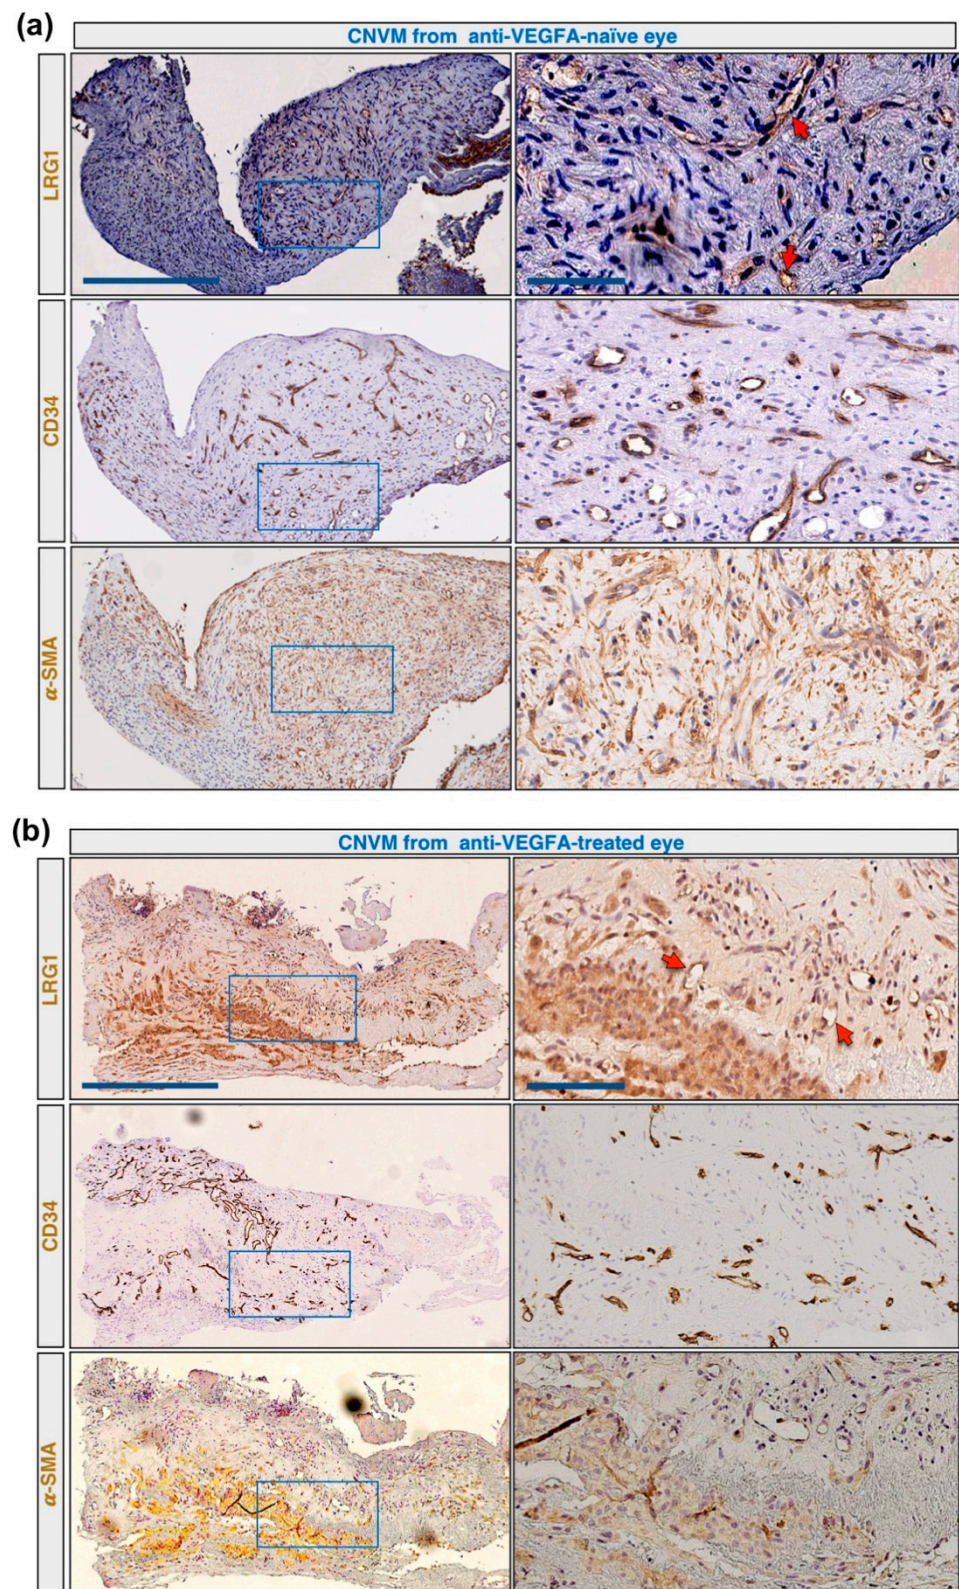 (a)
CNVM from anti-VEGFA-naïve eye
LRG1
CD34
α-SMA
(b)
CNVM from anti-VEGFA-treated eye
LRG1
CD34
α-SMA